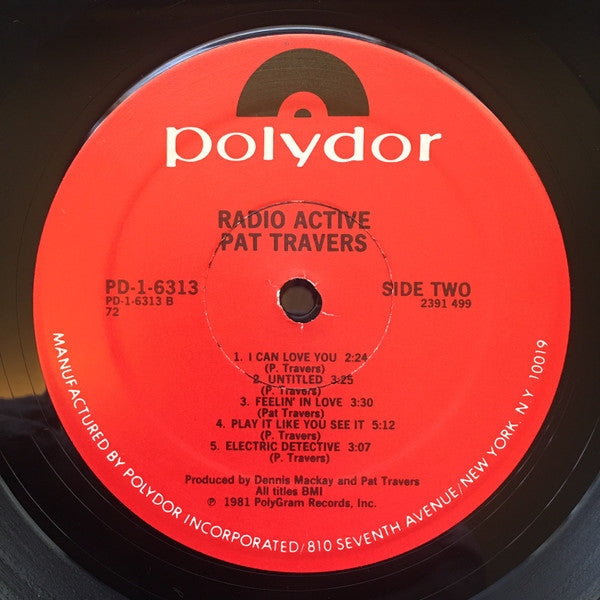 polydor
RADIO ACTIVE
PAT TRAVERS
PD-1-6313
PD-1-6313 B
72
SIDE TWO
2391 499
1. I CAN LOVE YOU 2:24
(P. Travers)
2. UNTITLED 3:25
(P. Travers)
3. FEELIN' IN LOVE 3:30
(Pat Travers)
4. PLAY IT LIKE YOU SEE IT 5:12
(P. Travers)
5. ELECTRIC DETECTIVE 3:07
(P. Travers)
Produced by Dennis Mackay and Pat Travers
All titles BMI
℗ 1981 PolyGram Records, Inc.
MANUFACTURED BY POLYDOR INCORPORATED/810 SEVENTH AVENUE/NEW YORK. N.Y 10019